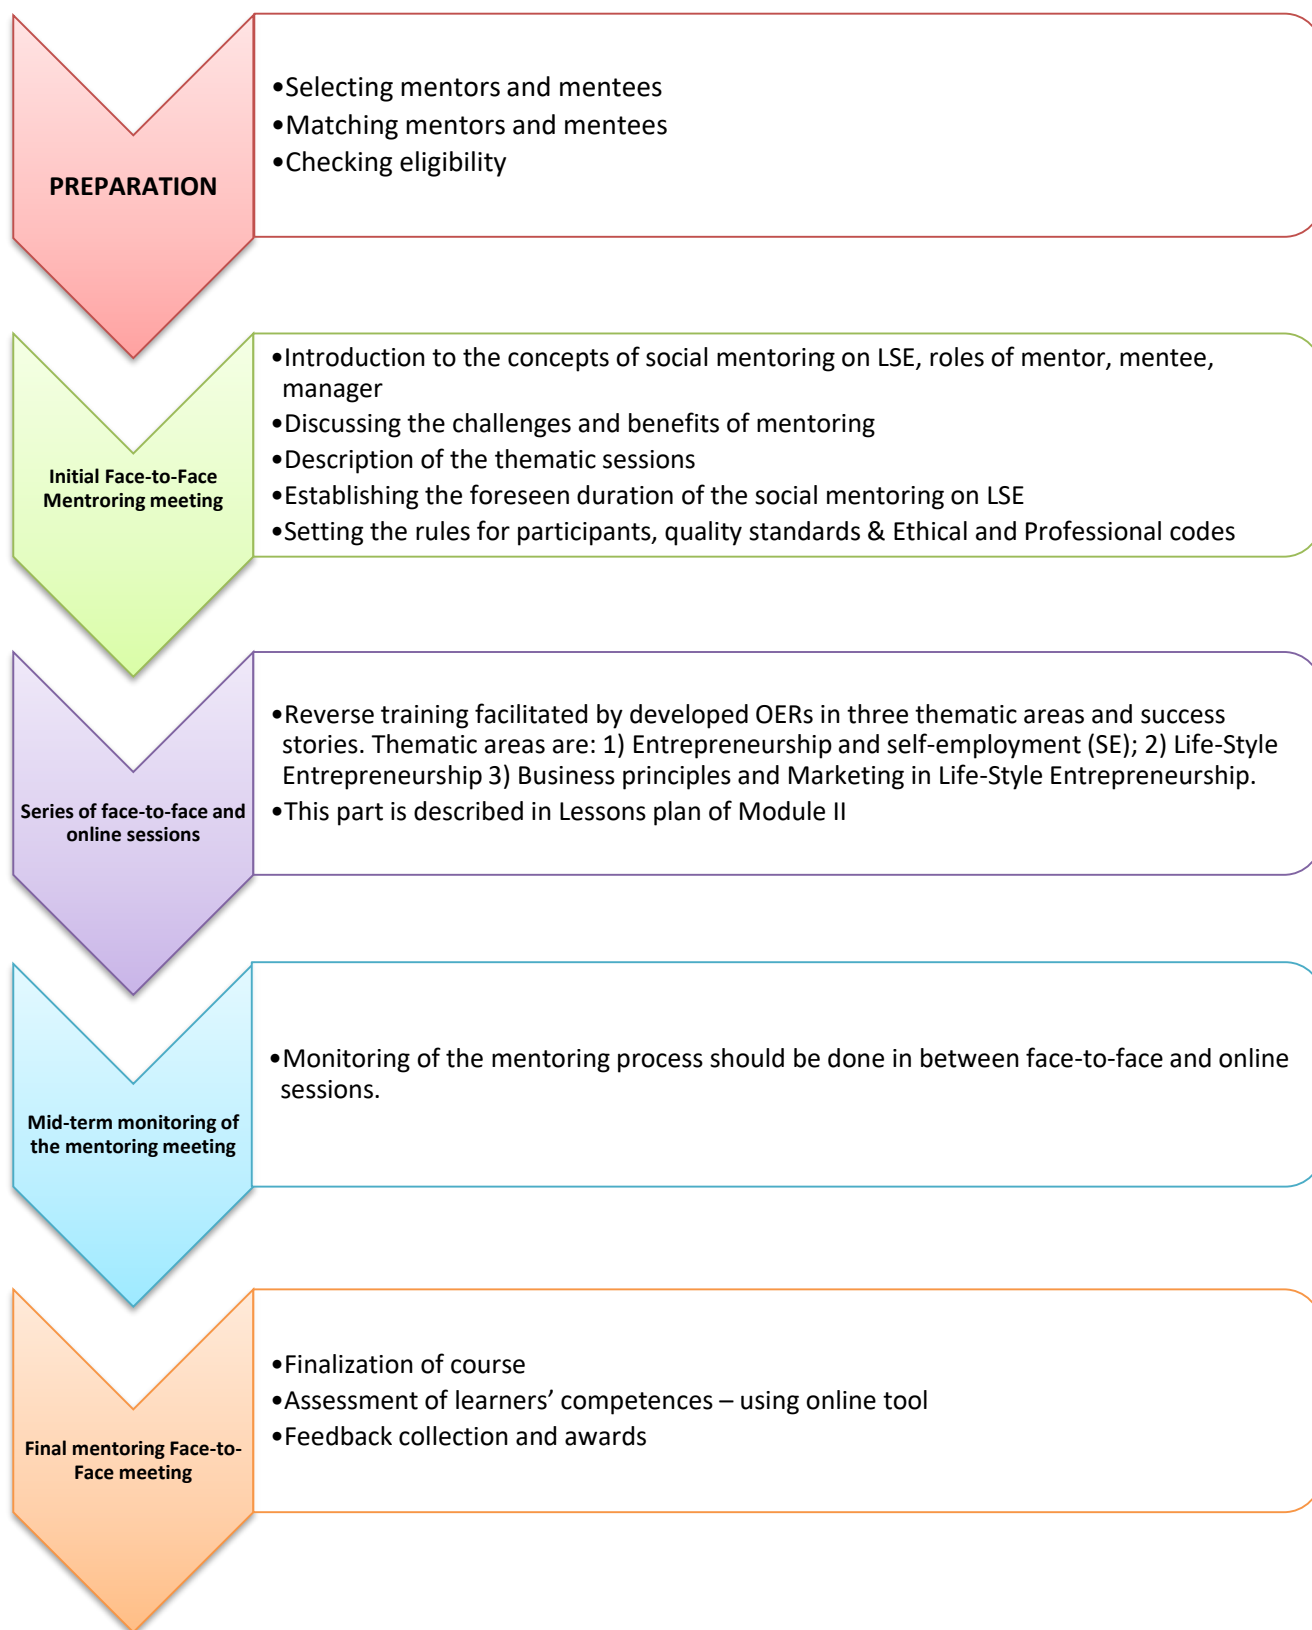 PREPARATION
•Selecting mentors and mentees
•Matching mentors and mentees
•Checking eligibility
Initial Face-to-Face
Mentroring meeting
•Introduction to the concepts of social mentoring on LSE, roles of mentor, mentee,
manager
•Discussing the challenges and benefits of mentoring
•Description of the thematic sessions
•Establishing the foreseen duration of the social mentoring on LSE
•Setting the rules for participants, quality standards & Ethical and Professional codes
Series of face-to-face and
online sessions
•Reverse training facilitated by developed OERs in three thematic areas and success
stories. Thematic areas are: 1) Entrepreneurship and self-employment (SE); 2) Life-Style
Entrepreneurship 3) Business principles and Marketing in Life-Style Entrepreneurship.
•This part is described in Lessons plan of Module II
Mid-term monitoring of
the mentoring meeting
•Monitoring of the mentoring process should be done in between face-to-face and online
sessions.
Final mentoring Face-to-
Face meeting
•Finalization of course
•Assessment of learners’ competences – using online tool
•Feedback collection and awards